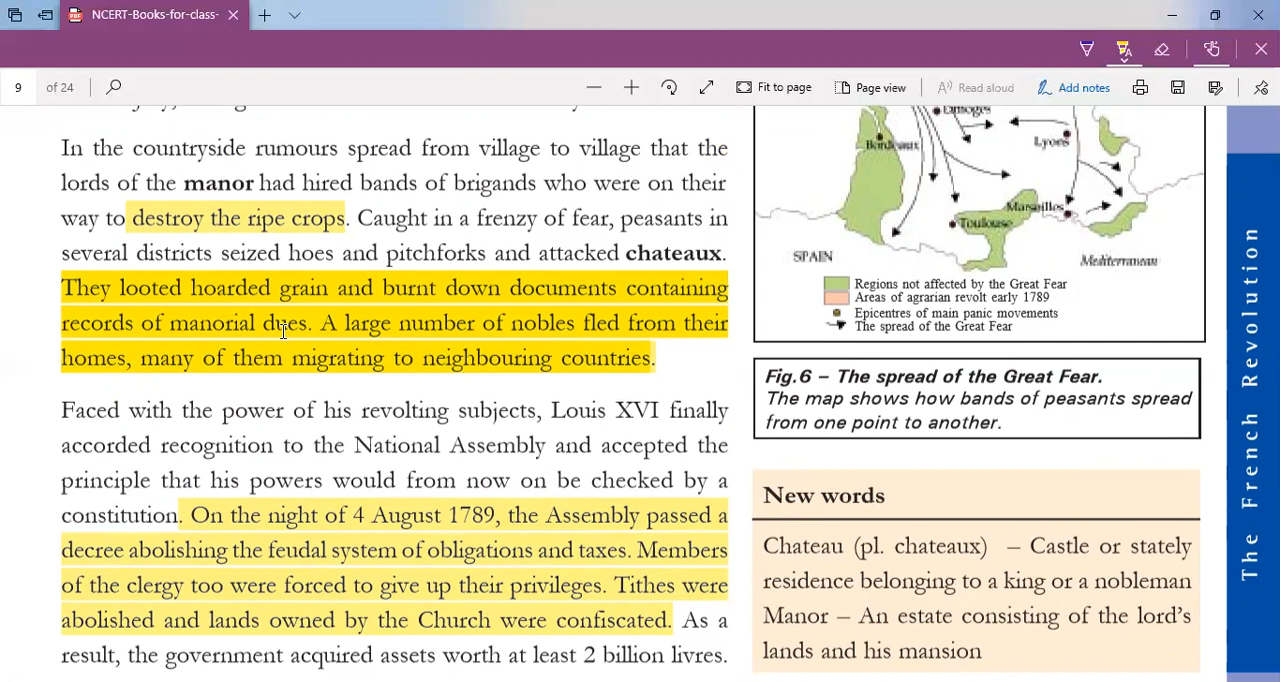 NCERT-Books-for-class-
9 of 24
Fit to page
Page view
Read aloud
Add notes
In the countryside rumours spread from village to village that the
lords of the manor had hired bands of brigands who were on their
way to destroy the ripe crops. Caught in a frenzy of fear, peasants in
several districts seized hoes and pitchforks and attacked chateaux.
They looted hoarded grain and burnt down documents containing
records of manorial dues. A large number of nobles fled from their
homes, many of them migrating to neighbouring countries.
Faced with the power of his revolting subjects, Louis XVI finally
accorded recognition to the National Assembly and accepted the
principle that his powers would from now on be checked by a
constitution. On the night of 4 August 1789, the Assembly passed a
decree abolishing the feudal system of obligations and taxes. Members
of the clergy too were forced to give up their privileges. Tithes were
abolished and lands owned by the Church were confiscated. As a
result, the government acquired assets worth at least 2 billion livres.
Limoges
Bordeaux
Lyons
Marsailles
Toulouse
SPAIN
Mediterranean
Regions not affected by the Great Fear
Areas of agrarian revolt early 1789
Epicentres of main panic movements
The spread of the Great Fear
Fig.6 – The spread of the Great Fear.
The map shows how bands of peasants spread
from one point to another.
New words
Chateau (pl. chateaux) – Castle or stately
residence belonging to a king or a nobleman
Manor – An estate consisting of the lord's
lands and his mansion
The French Revolution